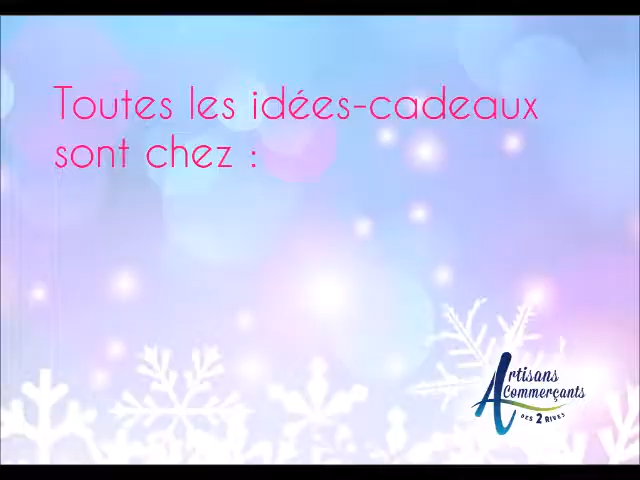 Toutes les idées-cadeaux
sont chez :
Artisans
Commerçants
DES 2 RIVES